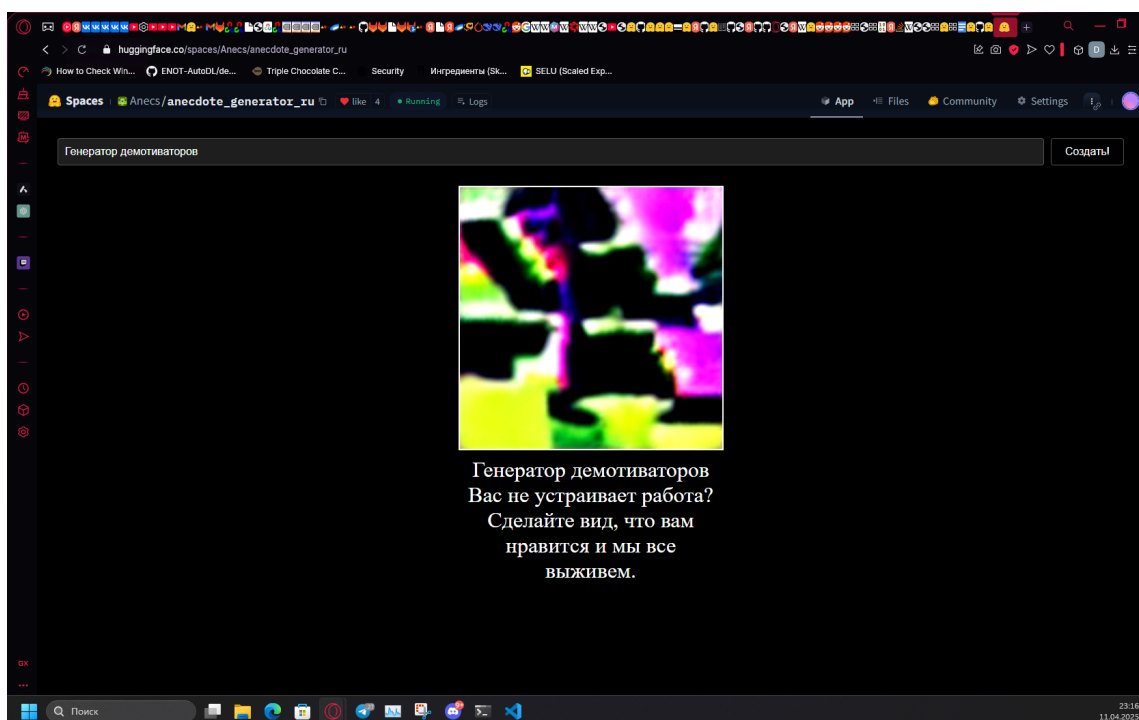 huggingface.co/spaces/Anecs/anecdote_generator_ru
How to Check Win...
ENOT-AutoDL/de...
Triple Chocolate C...
Security
Ингредиенты (Sk...
SELU (Scaled Exp...
Spaces
Anecs/anecdote_generator_ru
like 4
Running
Logs
App
Files
Community
Settings
Генератор демотиваторов
Создать!
Генератор демотиваторов
Вас не устраивает работа?
Сделайте вид, что вам
нравится и мы все
выживем.
GX
Поиск
23:16
11.04.2025